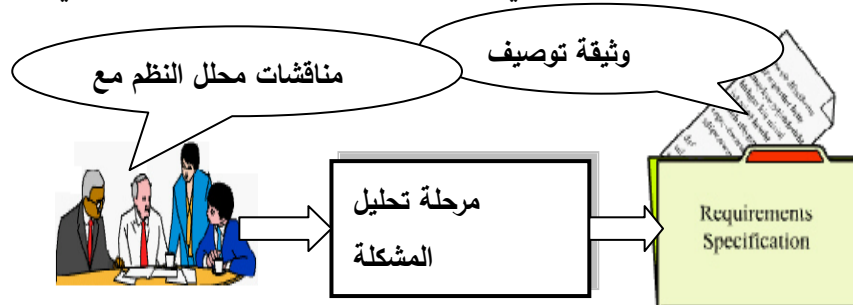 وثيقة توصيف
مناقشات محلل النظم مع
مرحلة تحليل
المشكلة
Requirements
Specification